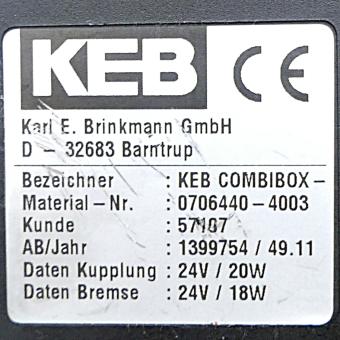 KEB CE
Karl E. Brinkmann GmbH
D - 32683 Barntrup
Bezeichner : KEB COMBIBOX-
Material-Nr. : 0706440-4003
Kunde : 57107
AB/Jahr : 1399754 / 49.11
Daten Kupplung : 24V / 20W
Daten Bremse : 24V / 18W